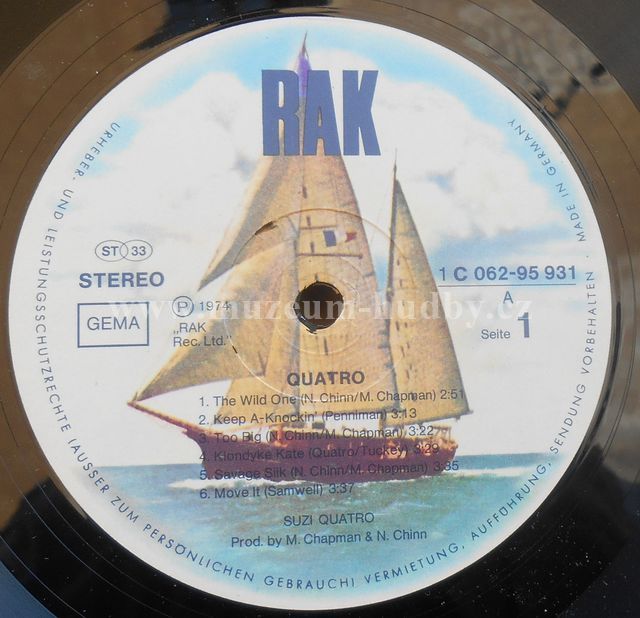 RAK
ST 33
STEREO
GEMA
Ⓟ 1974
„RAK
Rec. Ltd."
1 C 062-95 931
A
Seite 1
www.muzeum-hudby.cz
QUATRO
1. The Wild One (N. Chinn/M. Chapman) 2:51
2. Keep A-Knockin' (Penniman) 3:13
3. Too Big (N. Chinn/M. Chapman) 3:22
4. Klondyke Kate (Quatro/Tuckey) 3:29
5. Savage Silk (N. Chinn/M. Chapman) 3:35
6. Move It (Samwell) 3:37
SUZI QUATRO
Prod. by M. Chapman & N. Chinn
URHEBER- UND LEISTUNGSSCHUTZRECHTE (AUSSER ZUM PERSÖNLICHEN GEBRAUCH) VERMIETUNG, AUFFÜHRUNG, SENDUNG VORBEHALTEN · MADE IN GERMANY